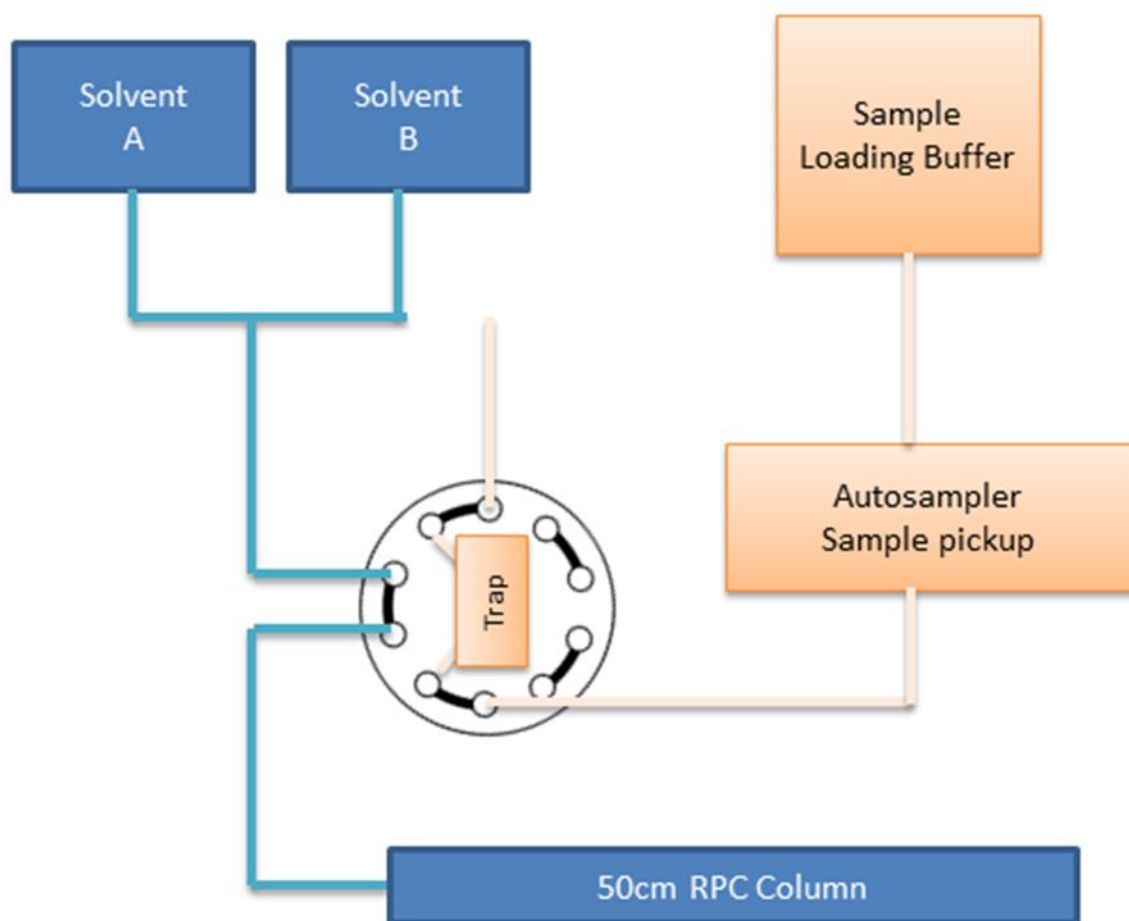 Solvent
A
Solvent
B
Sample
Loading Buffer
Autosampler
Sample pickup
Trap
50cm RPC Column